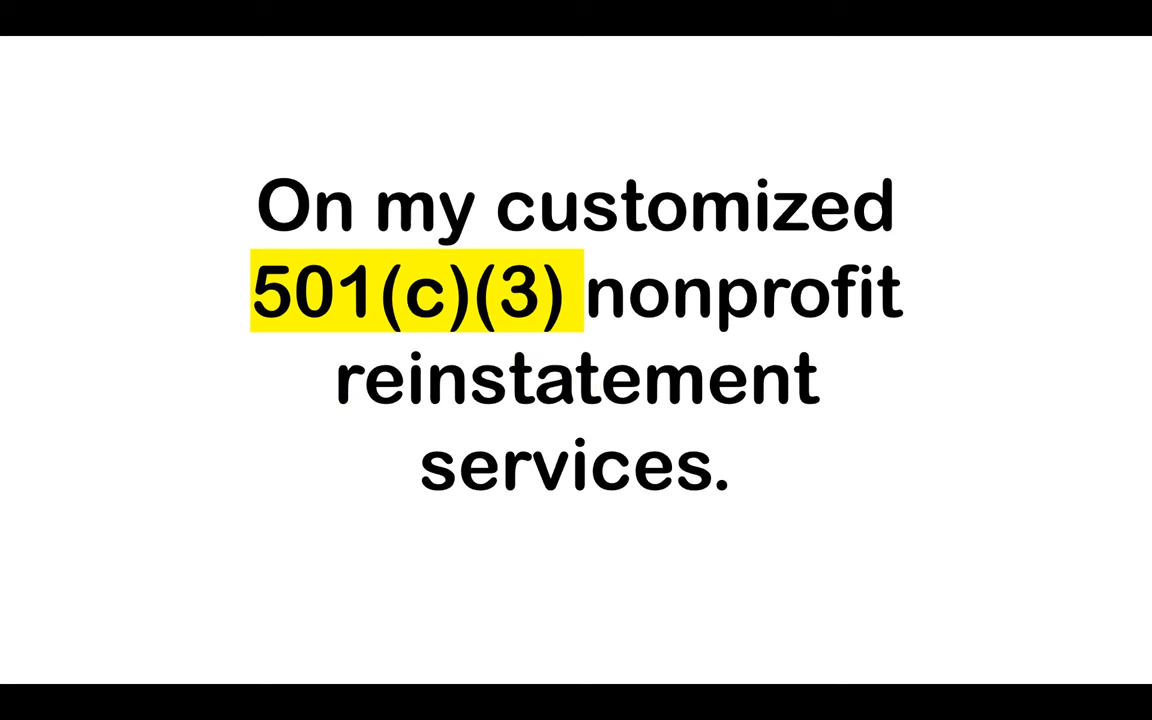 On my customized
501(c)(3) nonprofit
reinstatement
services.